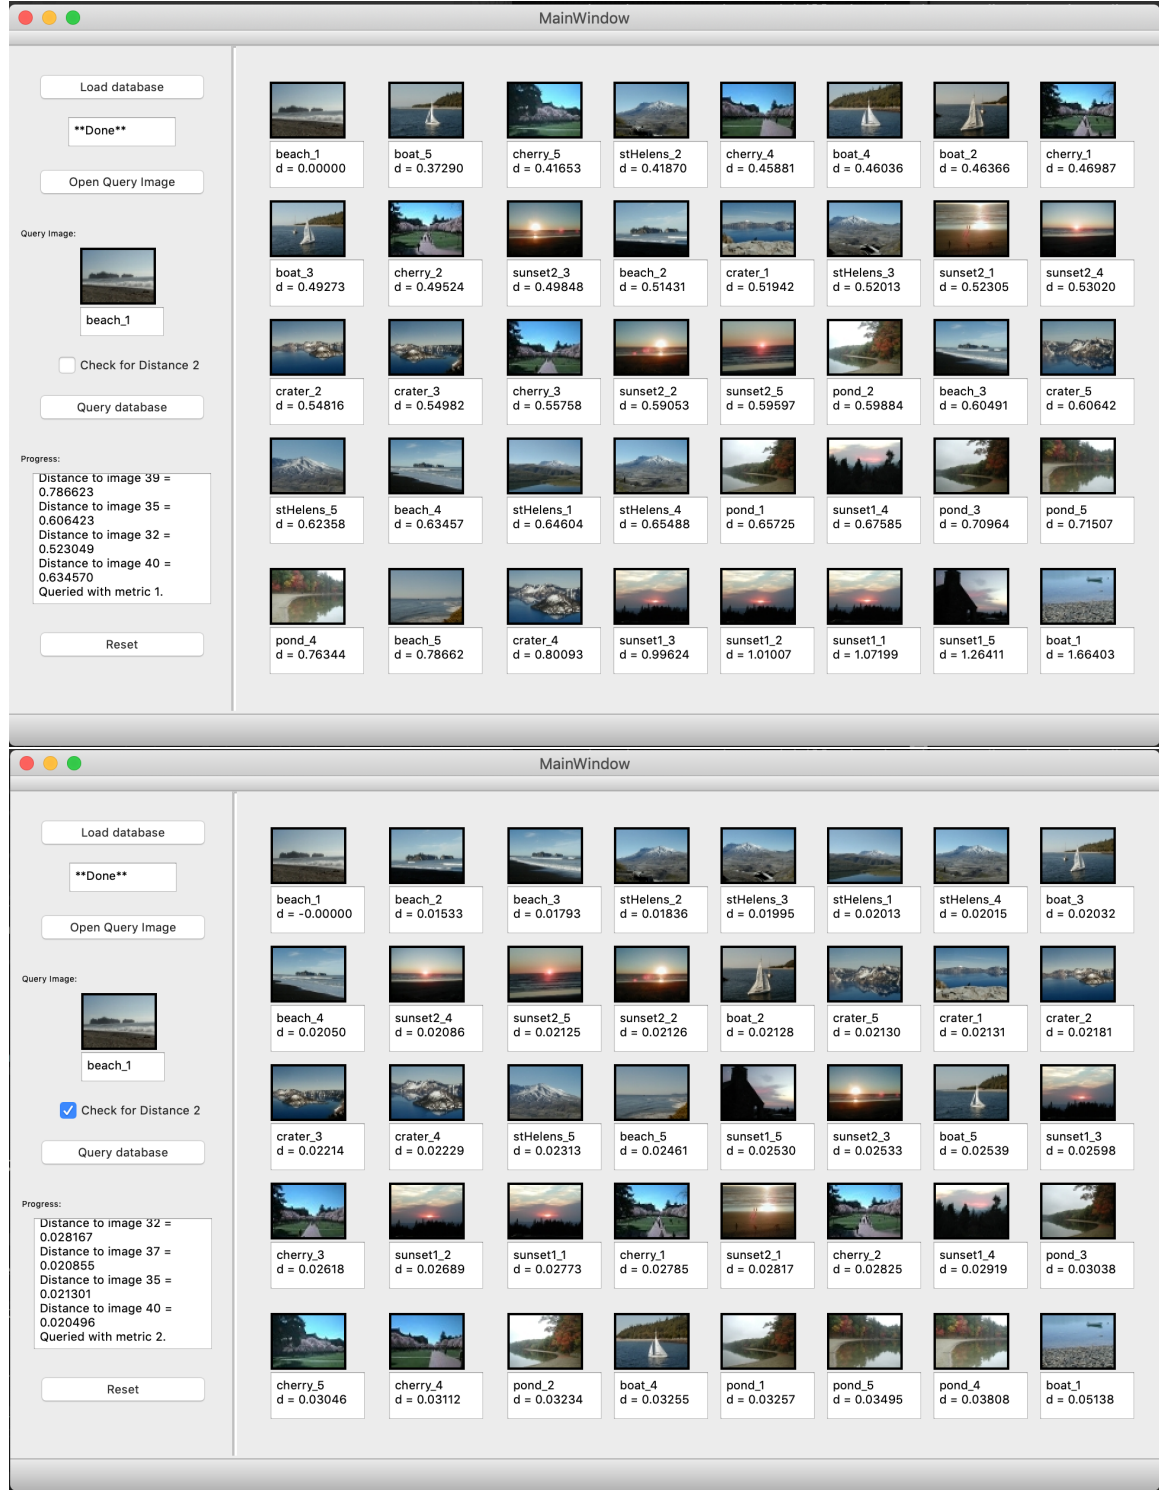 MainWindow
Load database
**Done**
Open Query Image
Query Image:
beach_1
Check for Distance 2
Query database
Progress:
Distance to image 39 =
0.786623
Distance to image 35 =
0.606423
Distance to image 32 =
0.523049
Distance to image 40 =
0.634570
Queried with metric 1.
Reset
beach_1
d = 0.00000
boat_5
d = 0.37290
cherry_5
d = 0.41653
stHelens_2
d = 0.41870
cherry_4
d = 0.45881
boat_4
d = 0.46036
boat_2
d = 0.46366
cherry_1
d = 0.46987
boat_3
d = 0.49273
cherry_2
d = 0.49524
sunset2_3
d = 0.49848
beach_2
d = 0.51431
crater_1
d = 0.51942
stHelens_3
d = 0.52013
sunset2_1
d = 0.52305
sunset2_4
d = 0.53020
crater_2
d = 0.54816
crater_3
d = 0.54982
cherry_3
d = 0.55758
sunset2_2
d = 0.59053
sunset2_5
d = 0.59597
pond_2
d = 0.59884
beach_3
d = 0.60491
crater_5
d = 0.60642
stHelens_5
d = 0.62358
beach_4
d = 0.63457
stHelens_1
d = 0.64604
stHelens_4
d = 0.65488
pond_1
d = 0.65725
sunset1_4
d = 0.67585
pond_3
d = 0.70964
pond_5
d = 0.71507
pond_4
d = 0.76344
beach_5
d = 0.78662
crater_4
d = 0.80093
sunset1_3
d = 0.99624
sunset1_2
d = 1.01007
sunset1_1
d = 1.07199
sunset1_5
d = 1.26411
boat_1
d = 1.66403
MainWindow
Load database
**Done**
Open Query Image
Query Image:
beach_1
Check for Distance 2
Query database
Progress:
Distance to image 32 =
0.028167
Distance to image 37 =
0.020855
Distance to image 35 =
0.021301
Distance to image 40 =
0.020496
Queried with metric 2.
Reset
beach_1
d = -0.00000
beach_2
d = 0.01533
beach_3
d = 0.01793
stHelens_2
d = 0.01836
stHelens_3
d = 0.01995
stHelens_1
d = 0.02013
stHelens_4
d = 0.02015
boat_3
d = 0.02032
beach_4
d = 0.02050
sunset2_4
d = 0.02086
sunset2_5
d = 0.02125
sunset2_2
d = 0.02126
boat_2
d = 0.02128
crater_5
d = 0.02130
crater_1
d = 0.02131
crater_2
d = 0.02181
crater_3
d = 0.02214
crater_4
d = 0.02229
stHelens_5
d = 0.02313
beach_5
d = 0.02461
sunset1_5
d = 0.02530
sunset2_3
d = 0.02533
boat_5
d = 0.02539
sunset1_3
d = 0.02598
cherry_3
d = 0.02618
sunset1_2
d = 0.02689
sunset1_1
d = 0.02773
cherry_1
d = 0.02785
sunset2_1
d = 0.02817
cherry_2
d = 0.02825
sunset1_4
d = 0.02919
pond_3
d = 0.03038
cherry_5
d = 0.03046
cherry_4
d = 0.03112
pond_2
d = 0.03234
boat_4
d = 0.03255
pond_1
d = 0.03257
pond_5
d = 0.03495
pond_4
d = 0.03808
boat_1
d = 0.05138